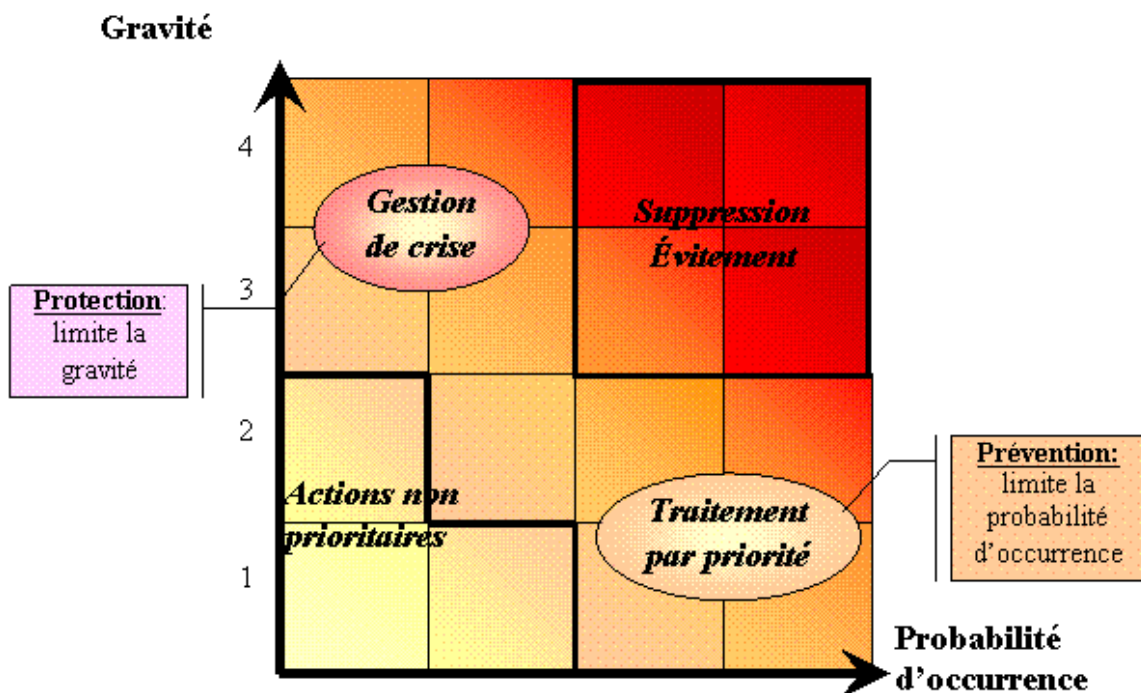 Gravité
4
Gestion
de crise
Suppression
Évitement
3
Protection:
limite la
gravité
2
Actions non
prioritaires
Traitement
par priorité
Prévention:
limite la
probabilité
d’occurrence
1
Probabilité
d’occurrence